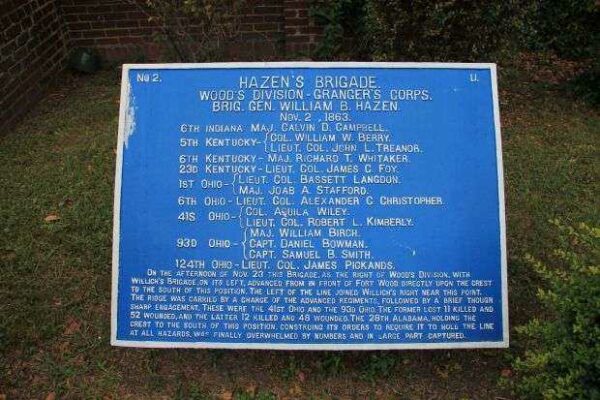 No 2. U.
HAZEN'S BRIGADE
WOOD'S DIVISION - GRANGER'S CORPS.
BRIG. GEN. WILLIAM B. HAZEN.
NOV. 2 , 1863.
6TH INDIANA MAJ. CALVIN D. CAMPBELL.
5TH KENTUCKY- COL. WILLIAM W. BERRY.
LIEUT. COL. JOHN L. TREANOR.
6TH KENTUCKY- MAJ. RICHARD T. WHITAKER.
23D KENTUCKY- LIEUT. COL. JAMES C. FOY.
1ST OHIO- LIEUT. COL. BASSETT LANGDON.
MAJ. JOAB A. STAFFORD.
6TH OHIO- LIEUT. COL. ALEXANDER C CHRISTOPHER.
41S OHIO- COL. AQUILA WILEY.
LIEUT. COL. ROBERT L. KIMBERLY.
93D OHIO- MAJ. WILLIAM BIRCH.
CAPT. DANIEL BOWMAN.
CAPT. SAMUEL B. SMITH.
124TH OHIO- LIEUT. COL. JAMES PICKANDS.
ON THE AFTERNOON OF NOV. 23 THIS BRIGADE, AS THE RIGHT OF WOOD'S DIVISION, WITH
WILLICH'S BRIGADE, ON ITS LEFT, ADVANCED FROM IN FRONT OF FORT WOOD DIRECTLY UPON THE CREST
TO THE SOUTH OF THIS POSITION. THE LEFT OF THE LINE JOINED WILLICH'S RIGHT NEAR THIS POINT.
THE RIDGE WAS CARRIED BY A CHARGE OF THE ADVANCED REGIMENTS, FOLLOWED BY A BRIEF THOUGH
SHARP ENGAGEMENT. THESE WERE THE 41ST OHIO AND THE 93D OHIO. THE FORMER LOST 11 KILLED AND
52 WOUNDED, AND THE LATTER 12 KILLED AND 48 WOUNDED. THE 28TH ALABAMA, HOLDING THE
CREST TO THE SOUTH OF THIS POSITION, CONSTRUING ITS ORDERS TO REQUIRE IT TO HOLD THE LINE
AT ALL HAZARDS, WAS FINALLY OVERWHELMED BY NUMBERS AND IN LARGE PART CAPTURED.